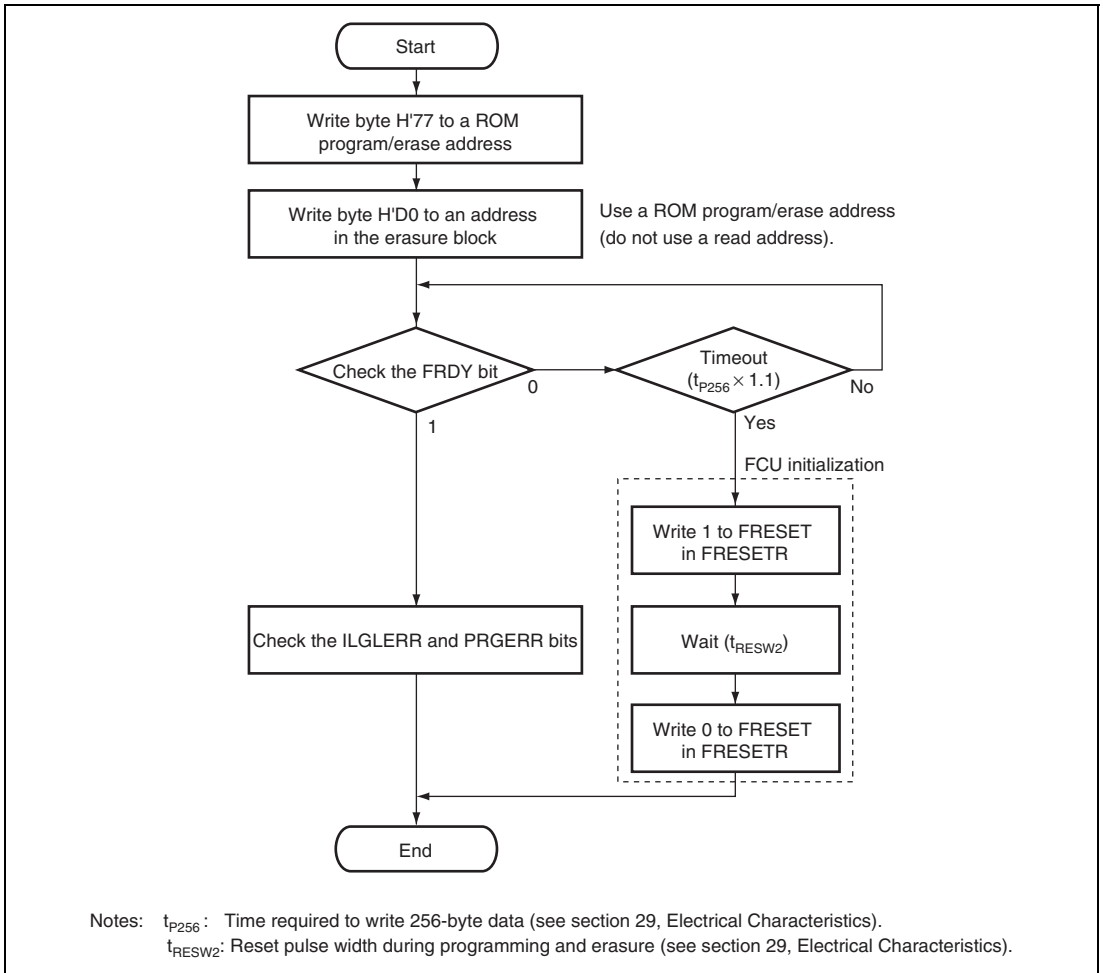 Start
Write byte H'77 to a ROM
program/erase address
Write byte H'D0 to an address
in the erasure block
Use a ROM program/erase address
(do not use a read address).
Check the FRDY bit
0
1
Timeout
(tP256 × 1.1)
No
Yes
FCU initialization
Write 1 to FRESET
in FRESETR
Check the ILGLERR and PRGERR bits
Wait (tRESW2)
Write 0 to FRESET
in FRESETR
End
Notes: tP256 : Time required to write 256-byte data (see section 29, Electrical Characteristics).
tRESW2: Reset pulse width during programming and erasure (see section 29, Electrical Characteristics).